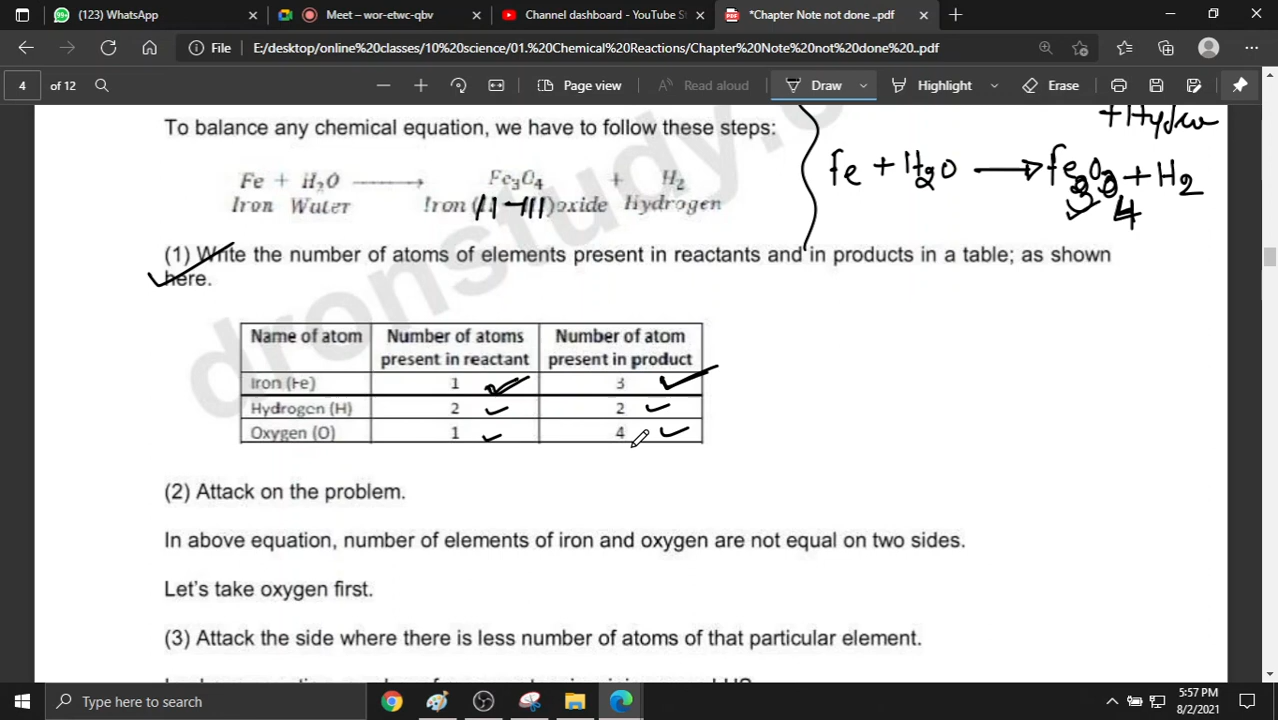 (123) WhatsApp
Meet – wor-etwc-qbv
Channel dashboard - YouTube S
*Chapter Note not done ..pdf
File
E:/desktop/online%20classes/10%20science/01.%20Chemical%20Reactions/Chapter%20Note%20not%20done%20..pdf
4 of 12
Page view
Read aloud
Draw
Highlight
Erase
To balance any chemical equation, we have to follow these steps:
+Hydro
Fe + H2O → Fe3O4 + H2
Fe + H₂O → Fe₃O₄ + H₂
Iron Water Iron (II-III)oxide Hydrogen
(1) Write the number of atoms of elements present in reactants and in products in a table; as shown
here.
Name of atom Number of atoms Number of atom
present in reactant present in product
Iron (Fe) 1 3
Hydrogen (H) 2 2
Oxygen (O) 1 4
dronstudy.c
(2) Attack on the problem.
In above equation, number of elements of iron and oxygen are not equal on two sides.
Let's take oxygen first.
(3) Attack the side where there is less number of atoms of that particular element.
Type here to search
5:57 PM
8/2/2021